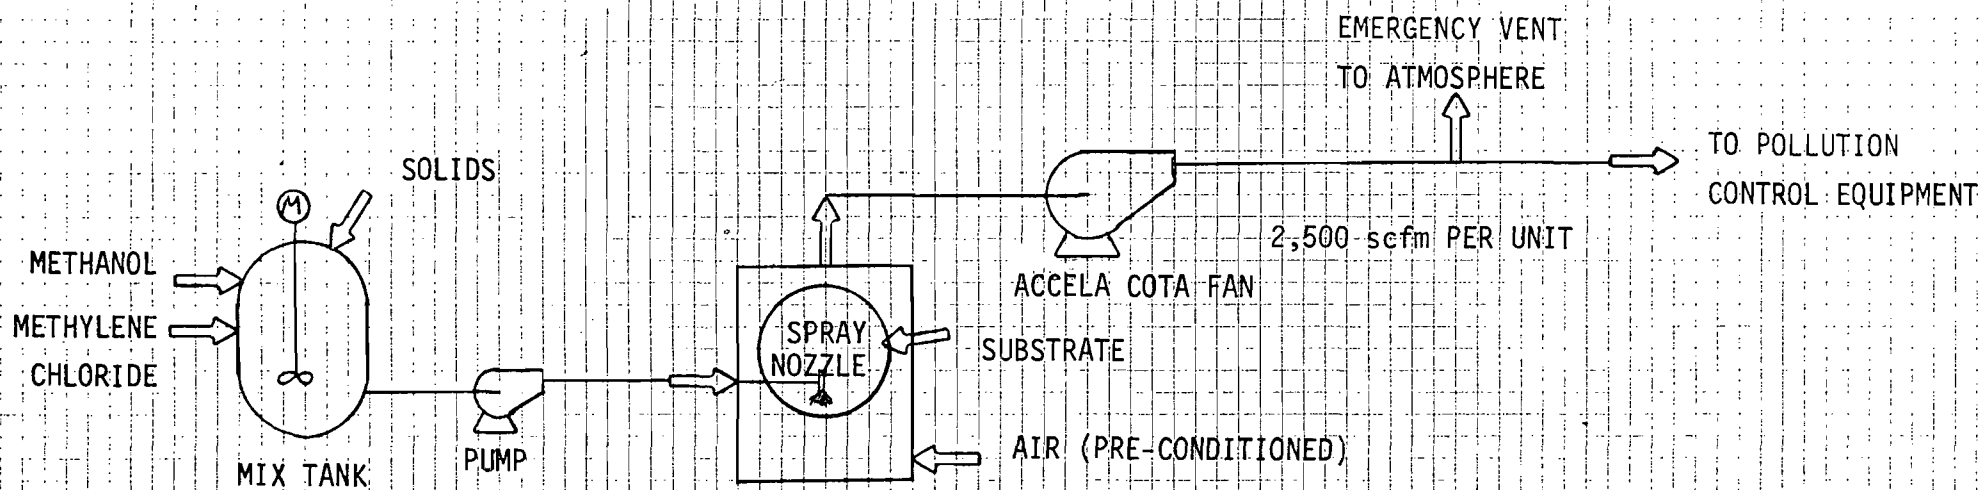 EMERGENCY VENT
TO ATMOSPHERE
TO POLLUTION
CONTROL EQUIPMENT
SOLIDS
M
METHANOL
METHYLENE
CHLORIDE
2,500 scfm PER UNIT
ACCELA COTA FAN
SPRAY
NOZZLE
SUBSTRATE
AIR (PRE-CONDITIONED)
PUMP
MIX TANK